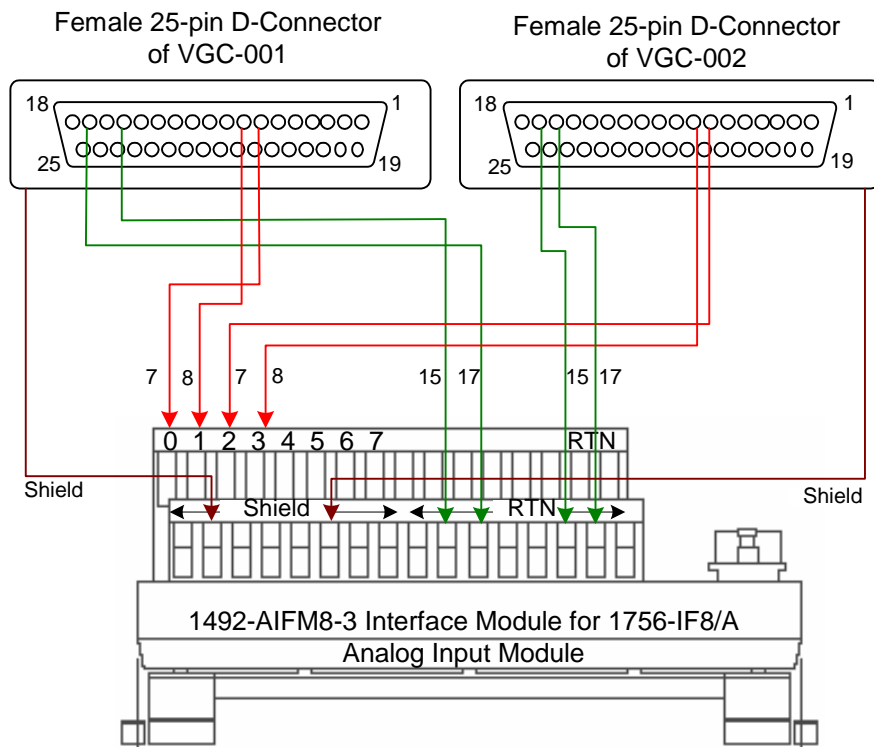 Female 25-pin D-Connector
of VGC-001
Female 25-pin D-Connector
of VGC-002
18
1
25
19
18
1
25
19
7
8
7
8
15
17
15
17
0 1 2 3 4 5 6 7
RTN
Shield
Shield
RTN
Shield
1492-AIFM8-3 Interface Module for 1756-IF8/A
Analog Input Module